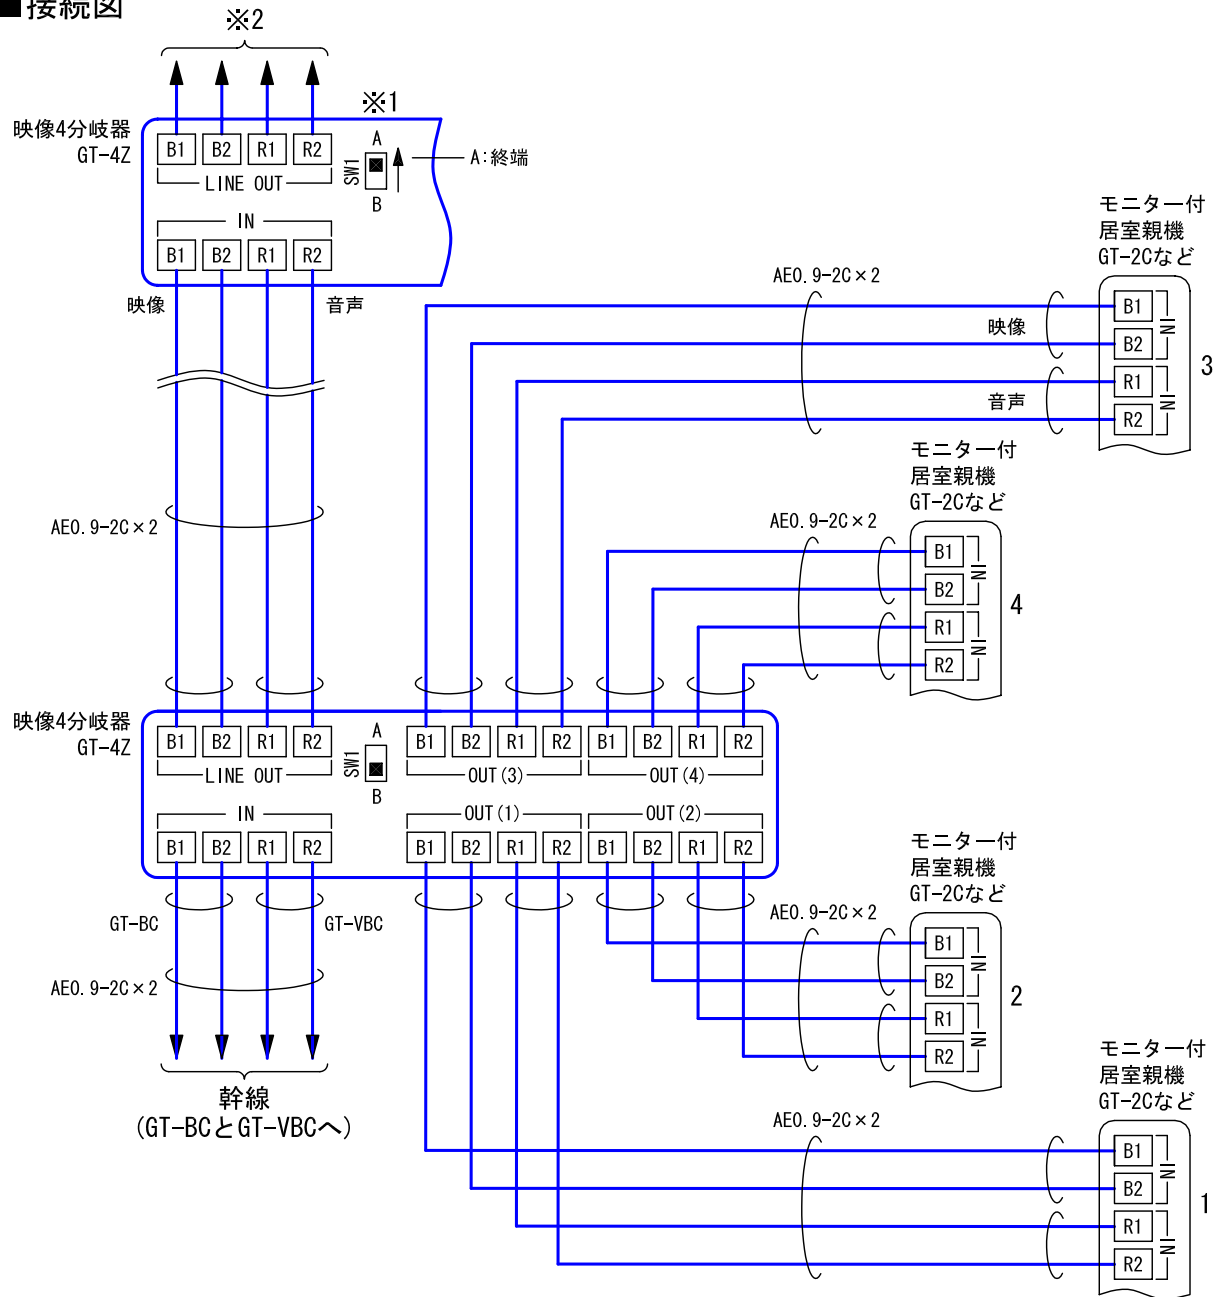 ■接続図
※2
※1
映像4分岐器
GT-4Z
B1 B2 R1 R2
LINE OUT
SW1
A
B
A:終端
IN
B1 B2 R1 R2
映像
音声
モニター付
居室親機
GT-2Cなど
AE0.9-2C×2
映像
音声
B1
B2
IN
R1
R2
IN
3
モニター付
居室親機
GT-2Cなど
AE0.9-2C×2
B1
B2
IN
R1
R2
IN
4
AE0.9-2C×2
映像4分岐器
GT-4Z
B1 B2 R1 R2
LINE OUT
SW1
A
B
B1 B2 R1 R2 B1 B2 R1 R2
OUT(3) OUT(4)
IN
OUT(1) OUT(2)
B1 B2 R1 R2
B1 B2 R1 R2 B1 B2 R1 R2
GT-BC
GT-VBC
AE0.9-2C×2
幹線
(GT-BCとGT-VBCへ)
モニター付
居室親機
GT-2Cなど
AE0.9-2C×2
B1
B2
IN
R1
R2
IN
2
モニター付
居室親機
GT-2Cなど
AE0.9-2C×2
B1
B2
IN
R1
R2
IN
1